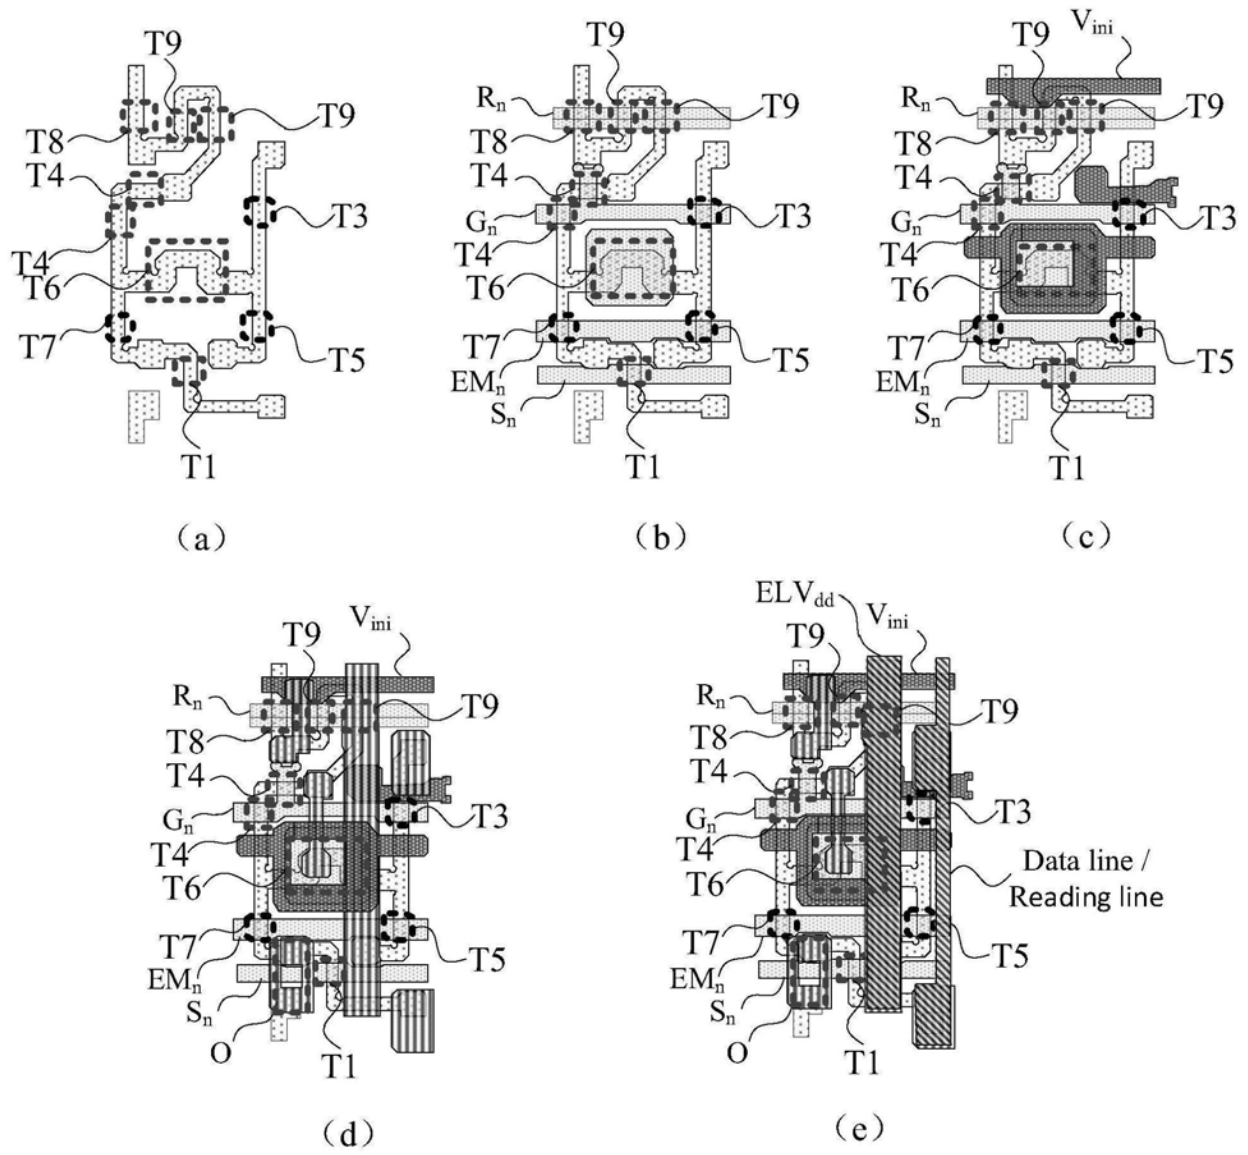 T9
T8
T9
T4
T3
T4
T6
T7
T5
T1
(a)
T9
Rn
T9
T8
T4
Gn
T3
T4
T6
T7
T5
EMn
Sn
T1
(b)
Vini
T9
Rn
T9
T8
T4
Gn
T3
T4
T6
T7
T5
EMn
Sn
T1
(c)
Vini
T9
Rn
T9
T8
T4
Gn
T3
T4
T6
T7
T5
EMn
Sn
O
T1
(d)
ELVdd
Vini
T9
Rn
T9
T8
T4
Gn
T3
T4
Data line /
Reading line
T6
T7
T5
EMn
Sn
O
T1
(e)